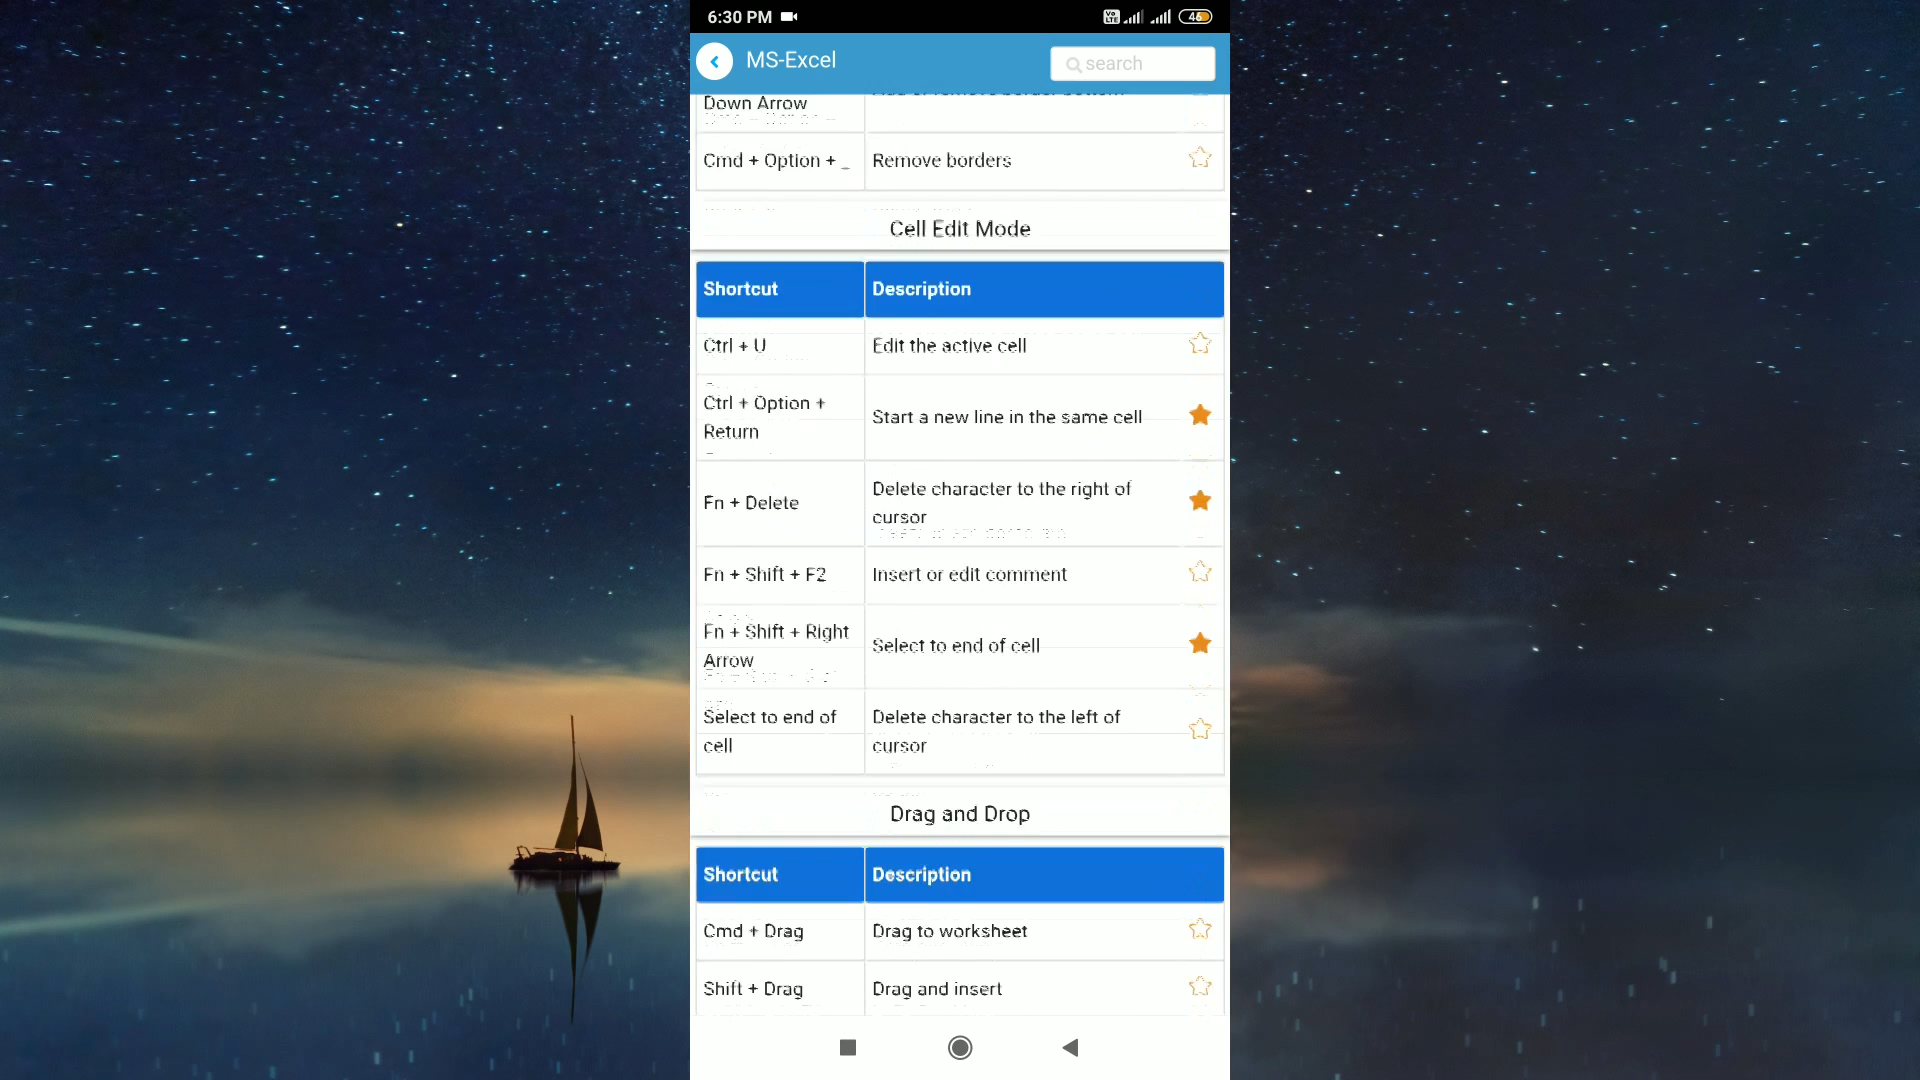 6:30 PM
Vo LTE
46
MS-Excel
search
Down Arrow
Cmd + Option + _
Remove borders
Cell Edit Mode
Shortcut
Description
Ctrl + U
Edit the active cell
Ctrl + Option +
Return
Start a new line in the same cell
Fn + Delete
Delete character to the right of
cursor
Fn + Shift + F2
Insert or edit comment
Fn + Shift + Right
Arrow
Select to end of cell
Select to end of
cell
Delete character to the left of
cursor
Drag and Drop
Shortcut
Description
Cmd + Drag
Drag to worksheet
Shift + Drag
Drag and insert